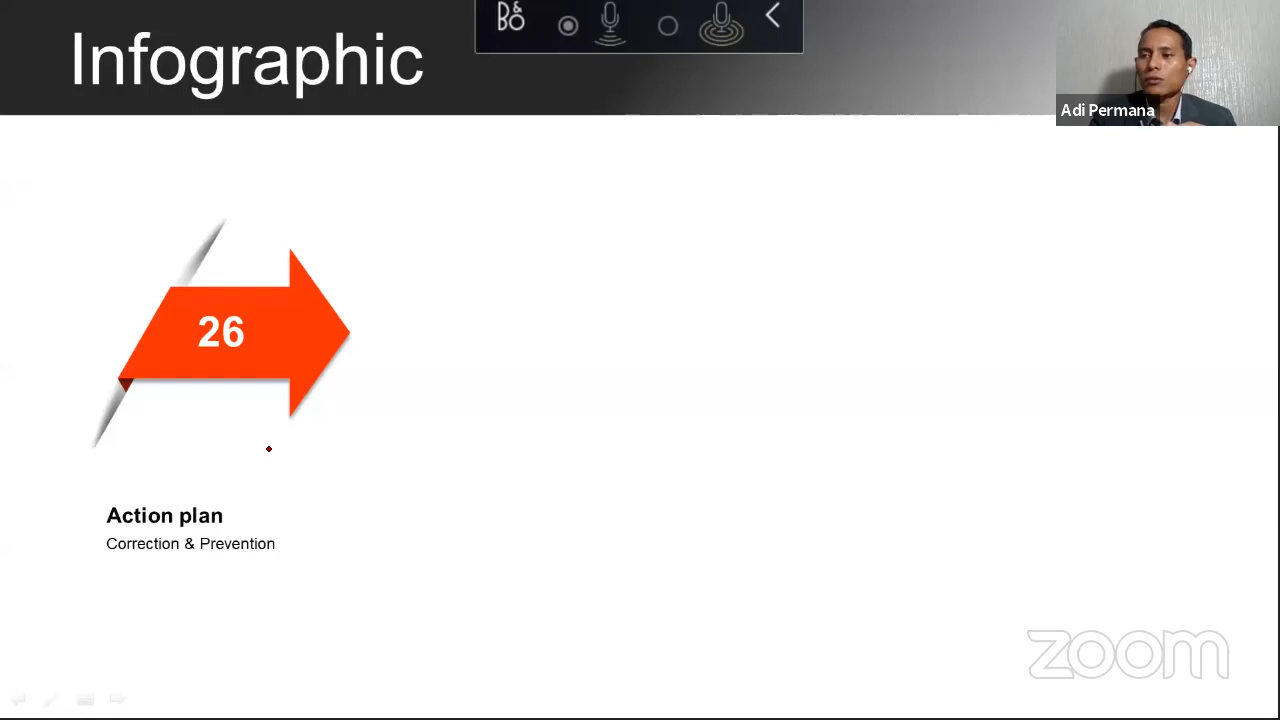 Infographic
B&O
Adi Permana
26
Action plan
Correction & Prevention
zoom